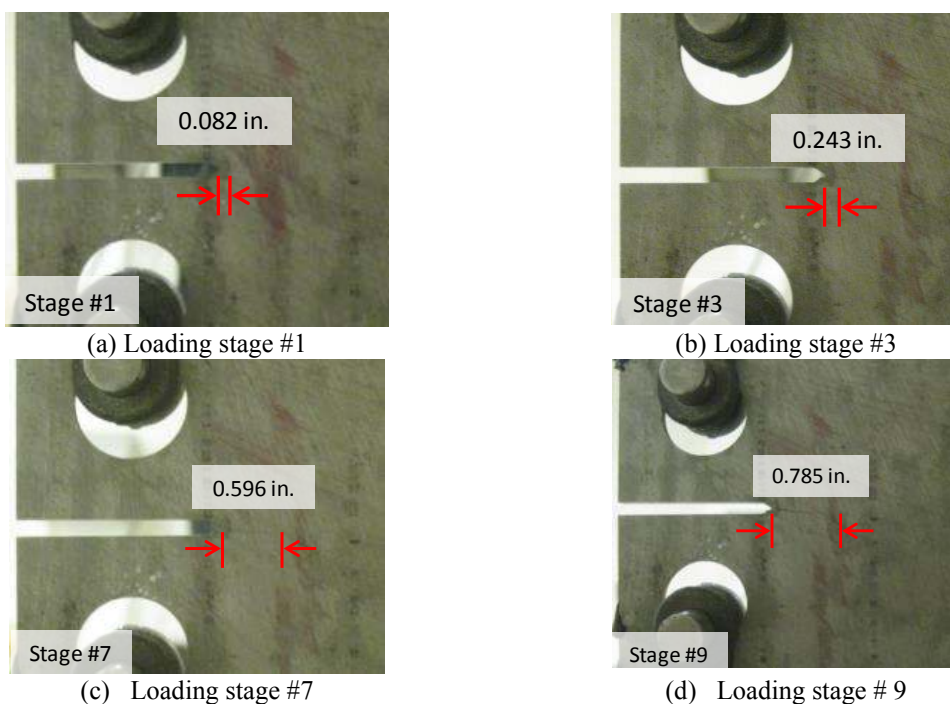 0.082 in.
Stage #1
(a) Loading stage #1
0.243 in.
Stage #3
(b) Loading stage #3
0.596 in.
Stage #7
(c) Loading stage #7
0.785 in.
Stage #9
(d) Loading stage # 9